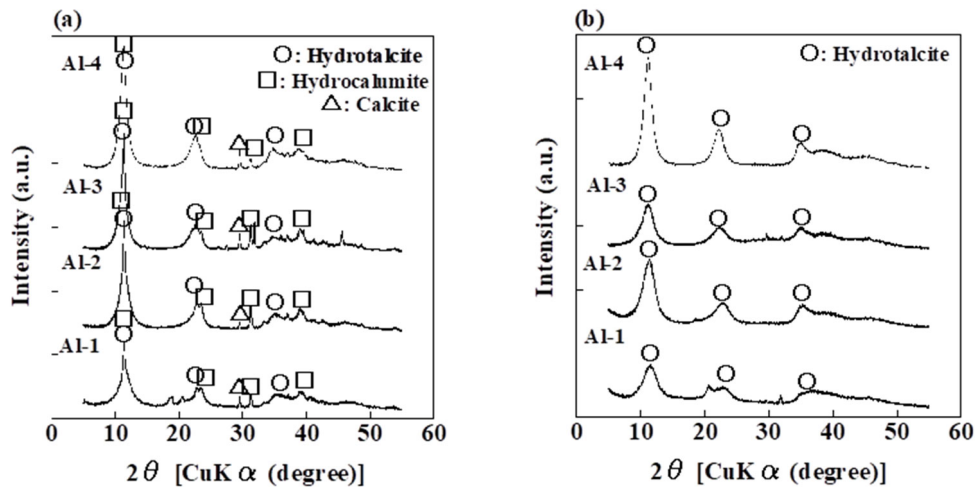 (a)
Intensity (a.u.)
Al-4
Al-3
Al-2
Al-1
○: Hydrotalcite
□: Hydrocalumite
△: Calcite
0 10 20 30 40 50 60
2θ [CuK α (degree)]
(b)
Intensity (a.u.)
Al-4
Al-3
Al-2
Al-1
○: Hydrotalcite
0 10 20 30 40 50 60
2θ [CuK α (degree)]